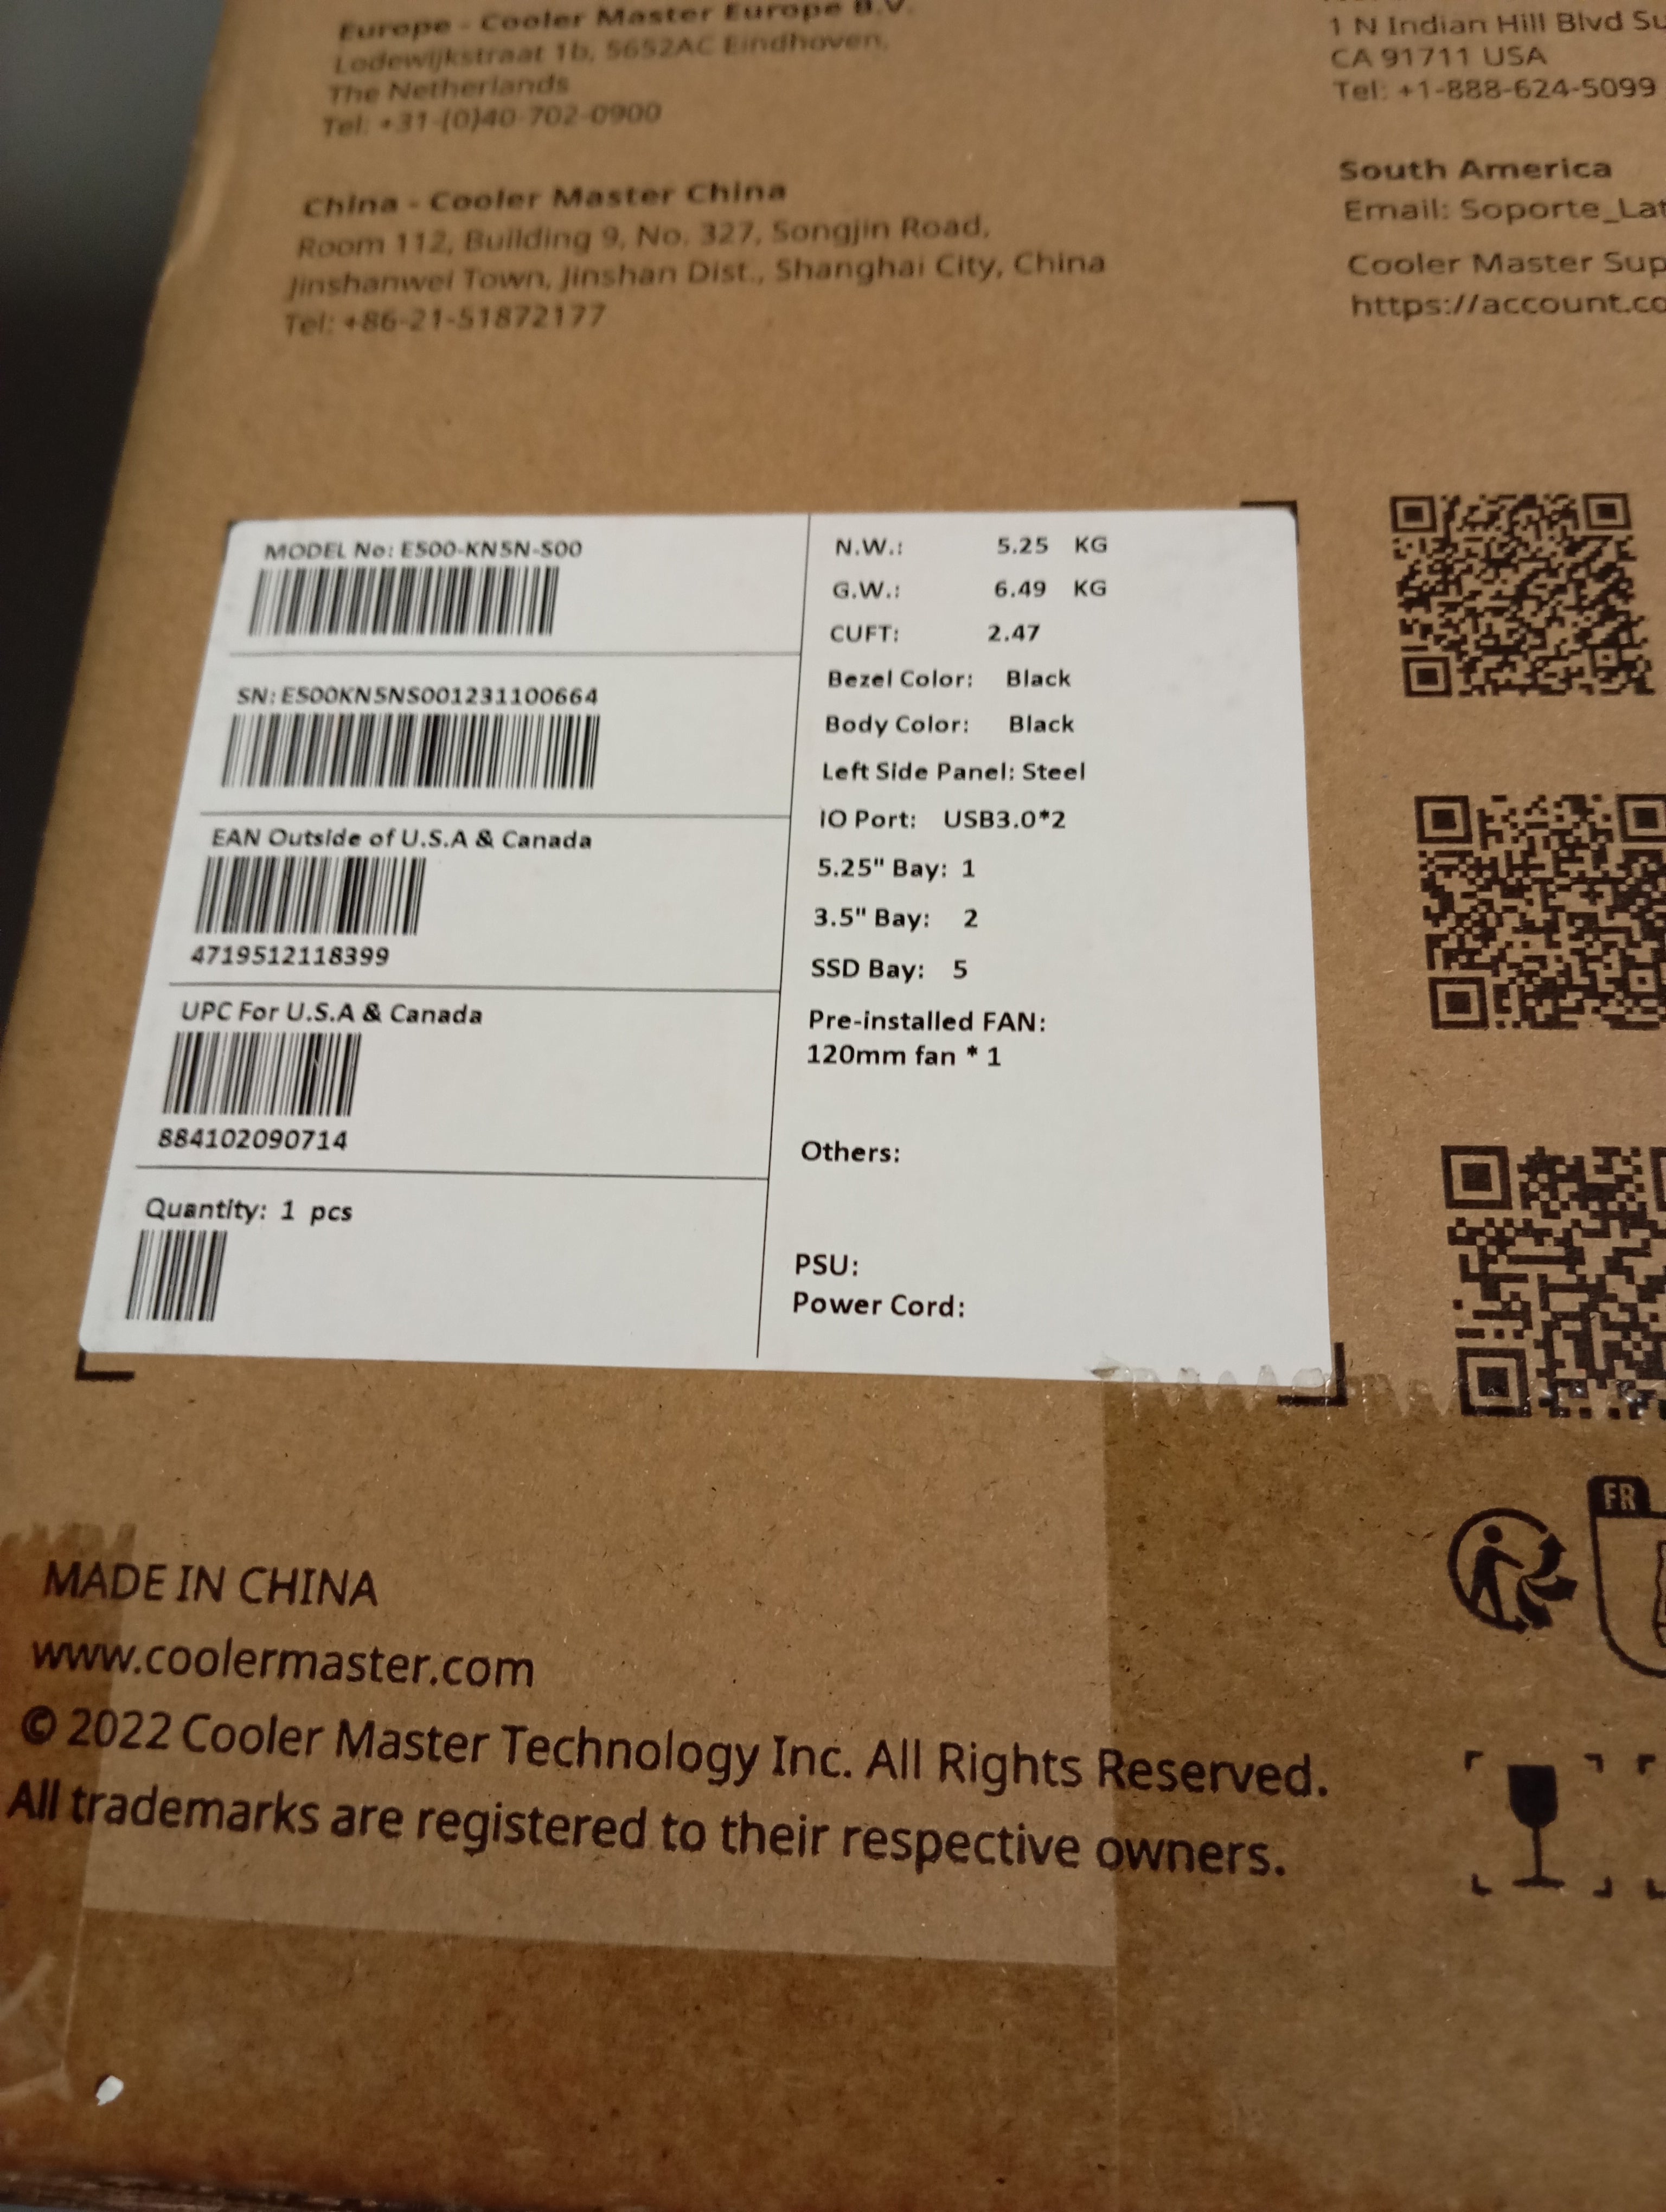 Europe - Cooler Master Europe B.V.
Lodewijkstraat 1b, 5652AC Eindhoven,
The Netherlands
Tel: +31-(0)40-702-0900
China - Cooler Master China
Room 112, Building 9, No. 327, Songjin Road,
Jinshanwei Town, Jinshan Dist., Shanghai City, China
Tel: +86-21-51872177
1 N Indian Hill Blvd Su
CA 91711 USA
Tel: +1-888-624-5099
South America
Email: Soporte_Lat
Cooler Master Sup
https://account.co
MODEL No: E500-KN5N-S00
SN: E500KN5NS001231100664
EAN Outside of U.S.A & Canada
4719512118399
UPC For U.S.A & Canada
884102090714
Quantity: 1 pcs
N.W.: 5.25 KG
G.W.: 6.49 KG
CUFT: 2.47
Bezel Color: Black
Body Color: Black
Left Side Panel: Steel
IO Port: USB3.0*2
5.25" Bay: 1
3.5" Bay: 2
SSD Bay: 5
Pre-installed FAN:
120mm fan * 1
Others:
PSU:
Power Cord:
FR
MADE IN CHINA
www.coolermaster.com
© 2022 Cooler Master Technology Inc. All Rights Reserved.
All trademarks are registered to their respective owners.